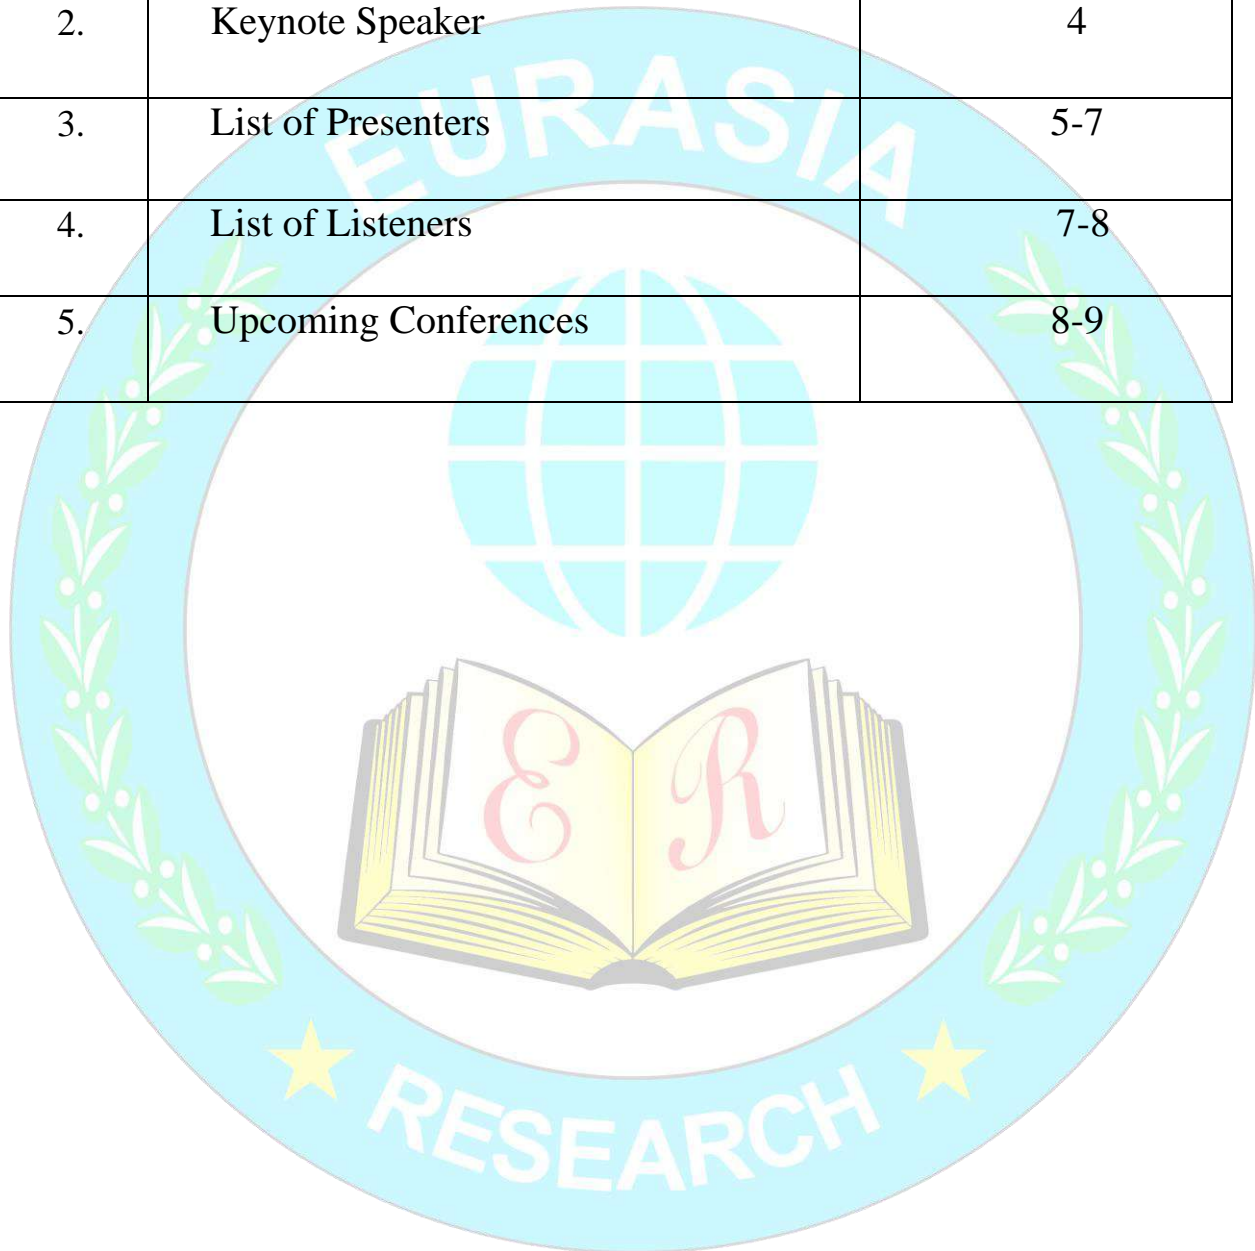 2. Keynote Speaker 4
3. List of Presenters 5-7
4. List of Listeners 7-8
5. Upcoming Conferences 8-9
EURASIA
E R
RESEARCH